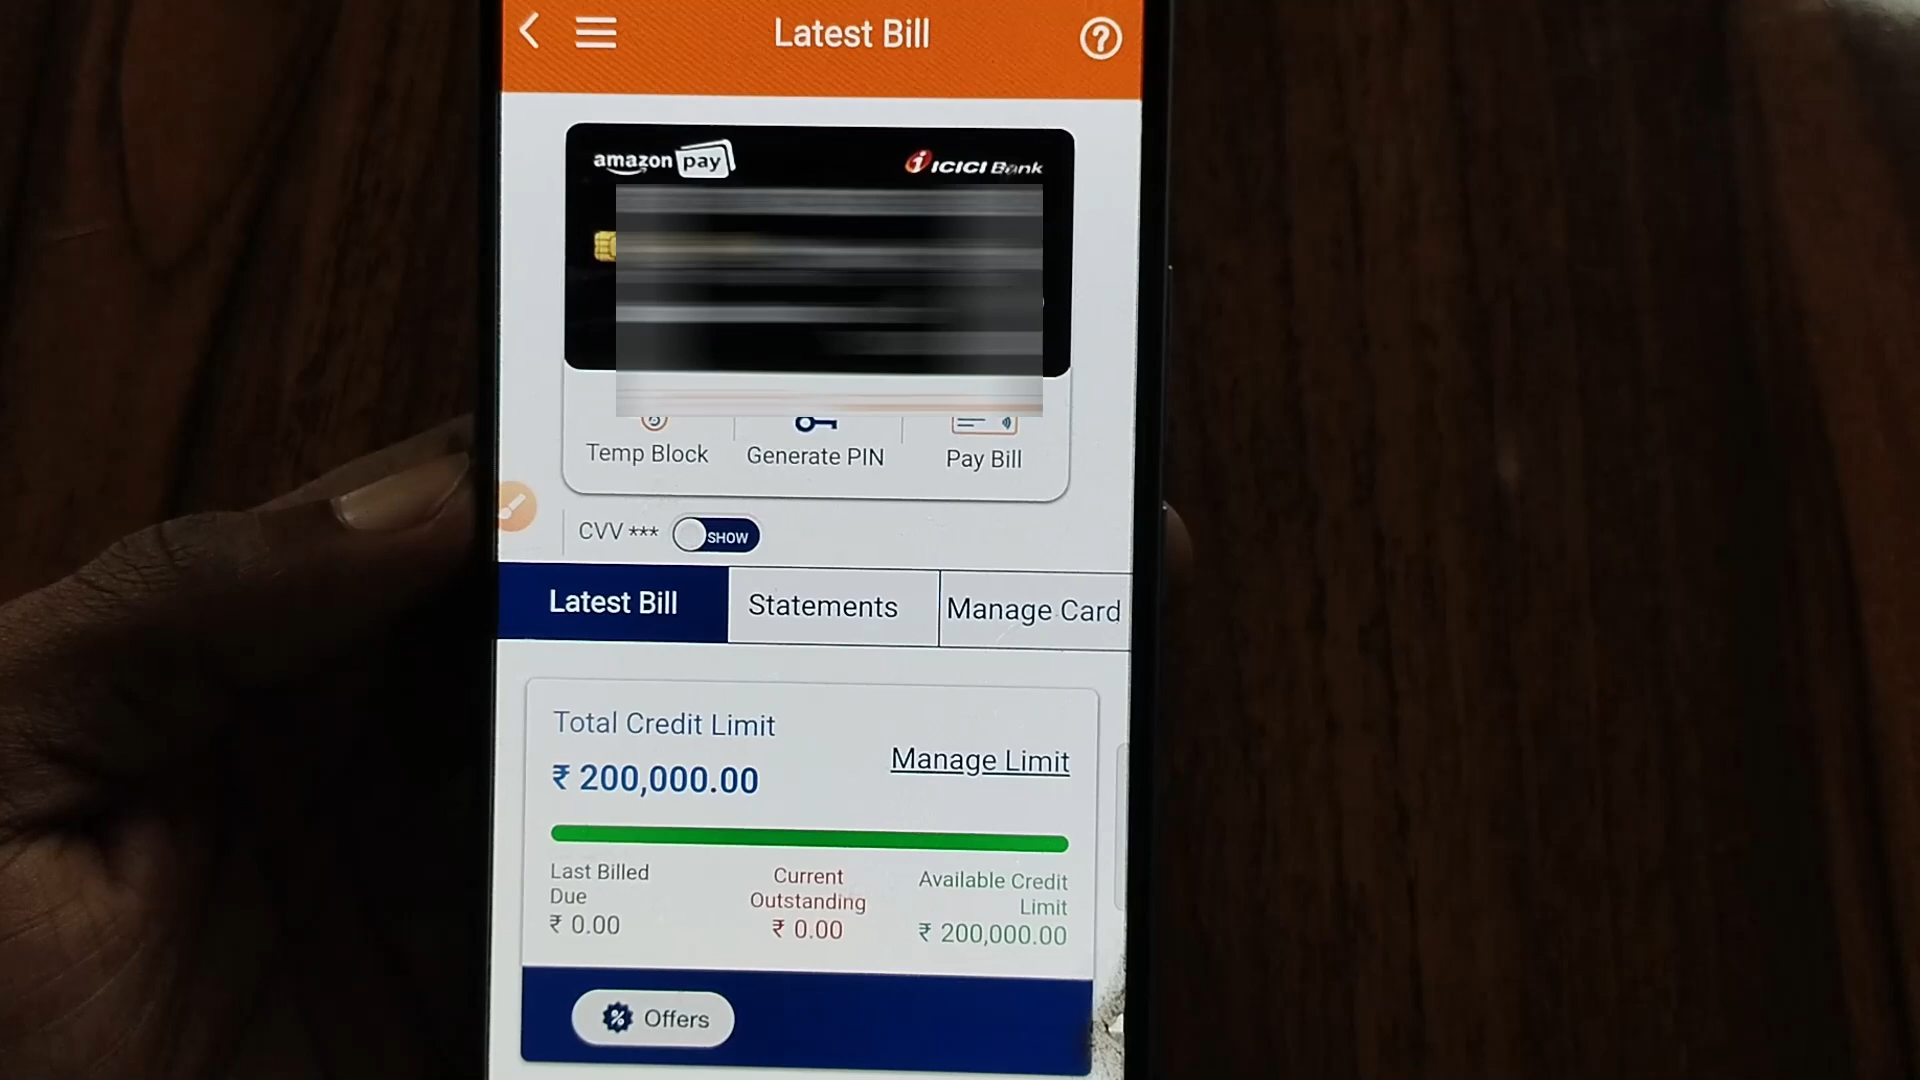 Latest Bill
amazon pay
ICICI Bank
Temp Block
Generate PIN
Pay Bill
CVV ***
SHOW
Latest Bill
Statements
Manage Card
Total Credit Limit
₹ 200,000.00
Manage Limit
Last Billed
Due
₹ 0.00
Current
Outstanding
₹ 0.00
Available Credit
Limit
₹ 200,000.00
Offers